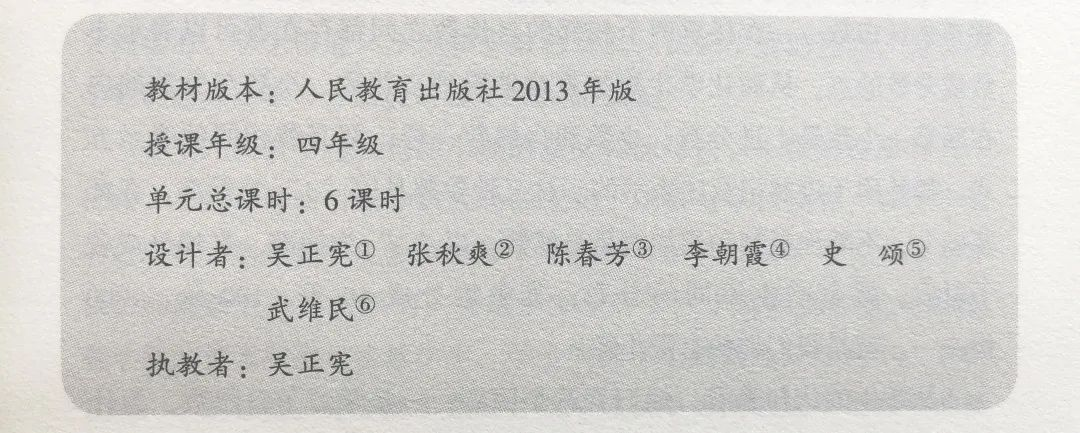 教材版本：人民教育出版社 2013 年版
授课年级：四年级
单元总课时：6 课时
设计者：吴正宪① 张秋爽② 陈春芳③ 李朝霞④ 史 颂⑤
武维民⑥
执教者：吴正宪